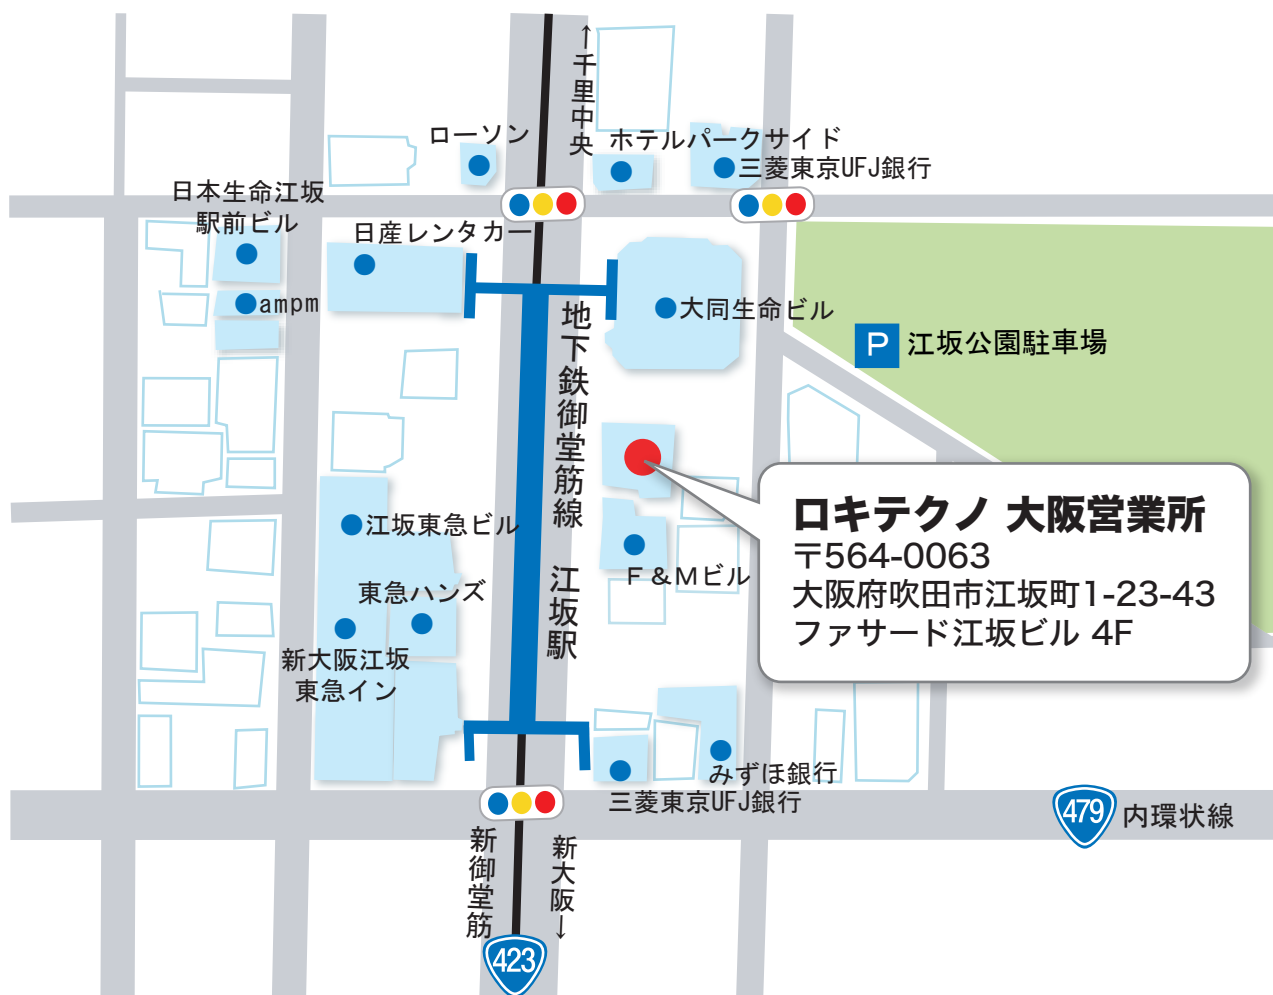 ↑千里中央
ローソン
ホテルパークサイド
三菱東京UFJ銀行
日本生命江坂
駅前ビル
日産レンタカー
ampm
大同生命ビル
P 江坂公園駐車場
地下鉄御堂筋線 江坂駅
ロキテクノ 大阪営業所
〒564-0063
大阪府吹田市江坂町1-23-43
ファサード江坂ビル 4F
江坂東急ビル
F&Mビル
東急ハンズ
新大阪江坂
東急イン
みずほ銀行
三菱東京UFJ銀行
479 内環状線
新御堂筋
新大阪↓
423